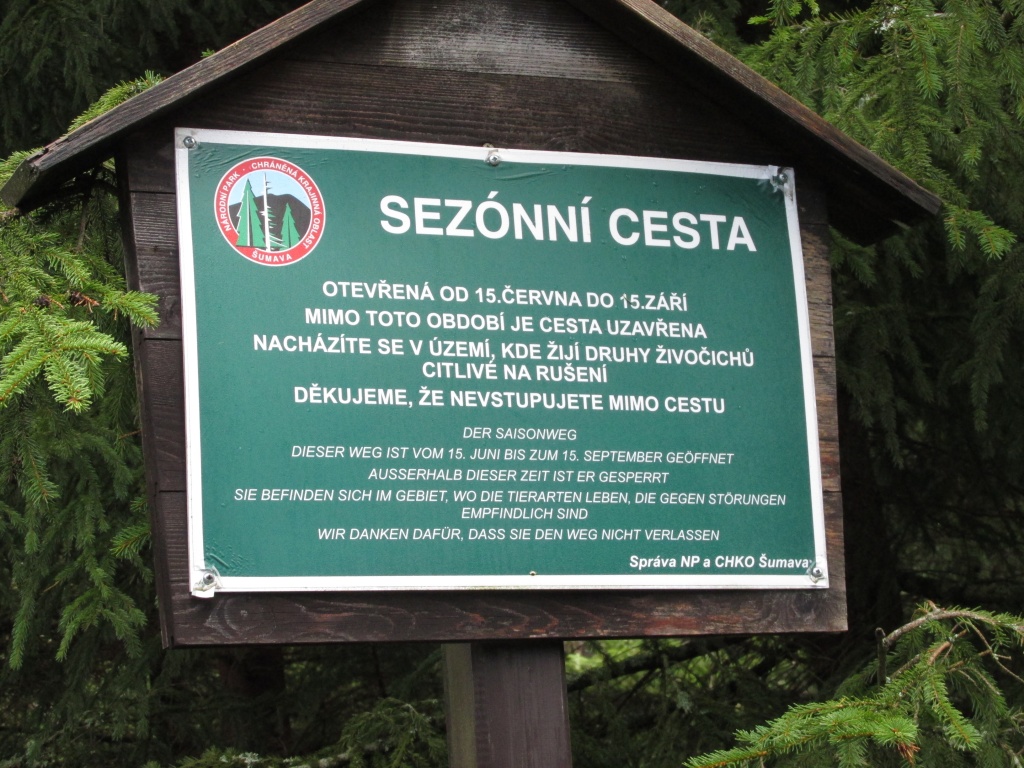 NÁRODNÍ PARK · CHRÁNĚNÁ KRAJINNÁ OBLAST
ŠUMAVA
SEZÓNNÍ CESTA
OTEVŘENÁ OD 15.ČERVNA DO 15.ZÁŘÍ
MIMO TOTO OBDOBÍ JE CESTA UZAVŘENA
NACHÁZÍTE SE V ÚZEMÍ, KDE ŽIJÍ DRUHY ŽIVOČICHŮ
CITLIVÉ NA RUŠENÍ
DĚKUJEME, ŽE NEVSTUPUJETE MIMO CESTU
DER SAISONWEG
DIESER WEG IST VOM 15. JUNI BIS ZUM 15. SEPTEMBER GEÖFFNET
AUSSERHALB DIESER ZEIT IST ER GESPERRT
SIE BEFINDEN SICH IM GEBIET, WO DIE TIERARTEN LEBEN, DIE GEGEN STÖRUNGEN
EMPFINDLICH SIND
WIR DANKEN DAFÜR, DASS SIE DEN WEG NICHT VERLASSEN
Správa NP a CHKO Šumava